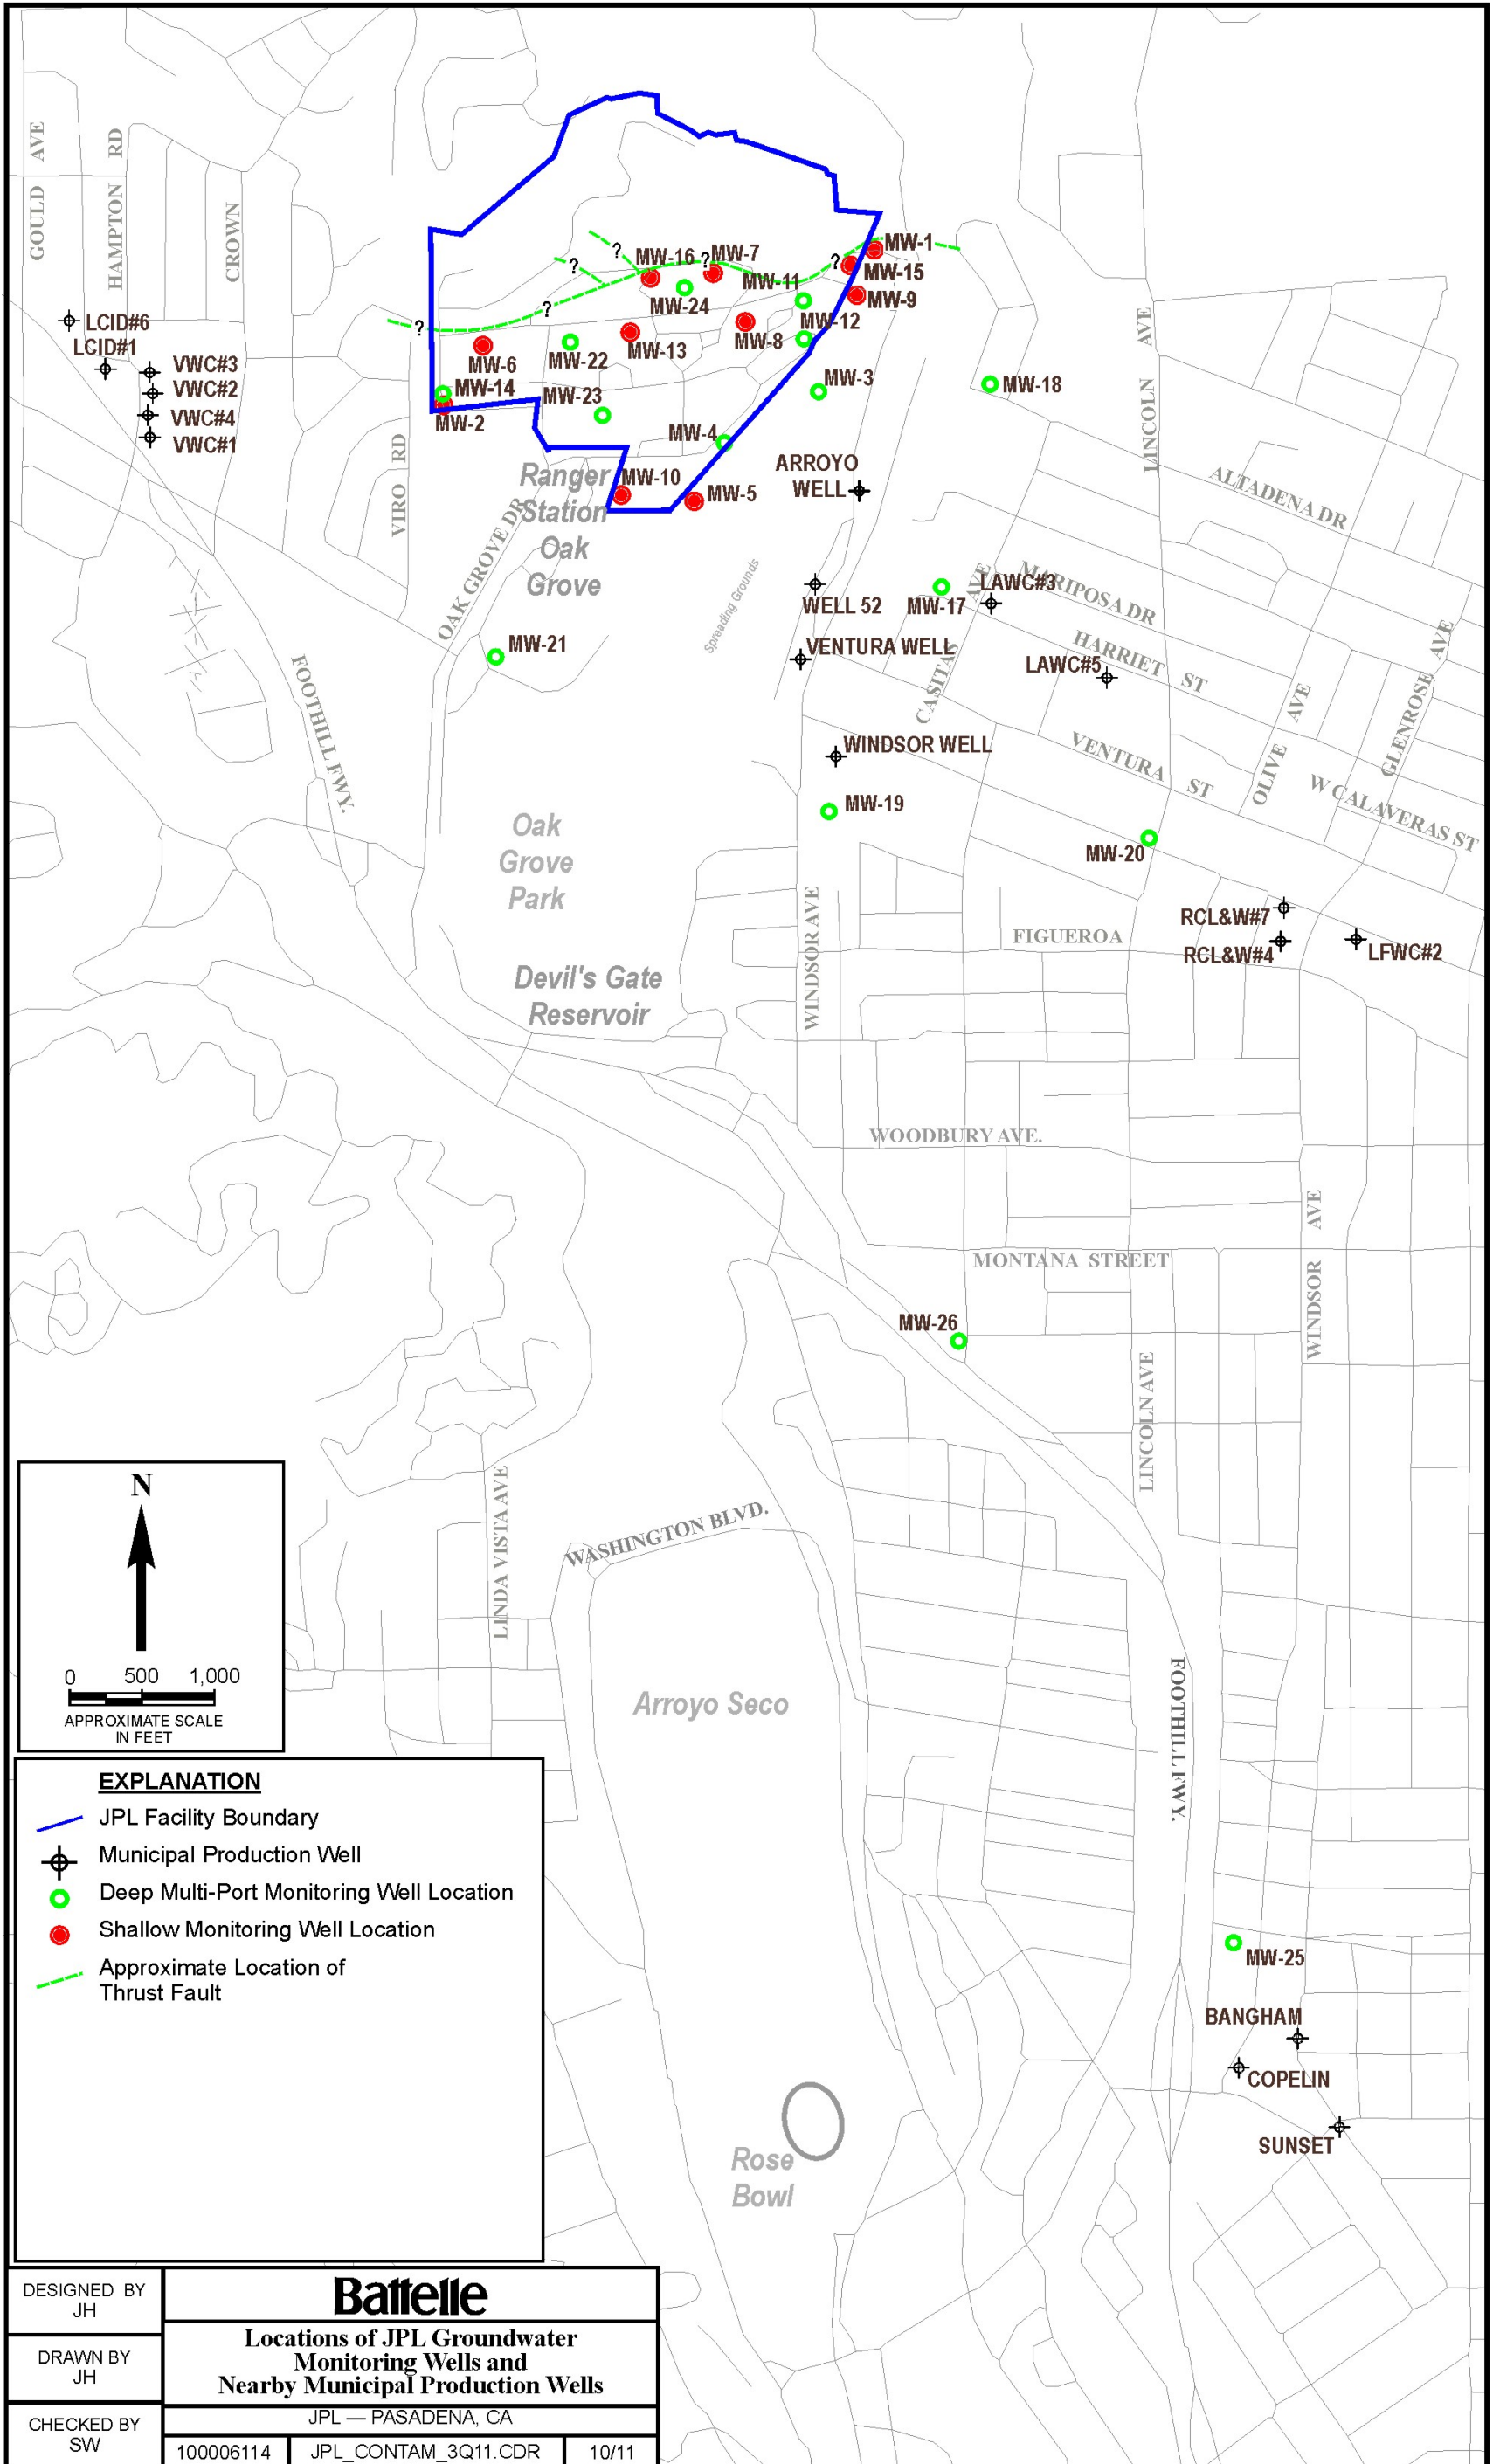 GOULD AVE
HAMPTON RD
CROWN
LCID#6
LCID#1
VWC#3
VWC#2
VWC#4
VWC#1
VIRO RD
?
?
?
?
?
?
MW-16
MW-7
MW-1
MW-15
MW-11
MW-24
MW-9
MW-12
MW-8
MW-13
MW-22
MW-6
MW-14
MW-23
MW-2
MW-3
MW-18
MW-4
MW-10
MW-5
ARROYO
WELL
LINCOLN AVE
ALTADENA DR
Ranger
Station
Oak
Grove
OAK GROVE DR
Spreading Grounds
WELL 52
MW-17
LAWC#3
MARIPOSA DR
HARRIET ST
CASITAS AVE
VENTURA WELL
LAWC#5
MW-21
FOOTHILL FWY.
WINDSOR WELL
VENTURA ST
OLIVE AVE
GLENROSE AVE
W CALAVERAS ST
MW-19
MW-20
Oak
Grove
Park
WINDSOR AVE
RCL&W#7
FIGUEROA
RCL&W#4
LFWC#2
Devil's Gate
Reservoir
WOODBURY AVE.
WINDSOR AVE
MONTANA STREET
MW-26
LINCOLN AVE
LINDA VISTA AVE
WASHINGTON BLVD.
Arroyo Seco
FOOTHILL FWY.
MW-25
BANGHAM
COPELIN
SUNSET
Rose
Bowl
N
0 500 1,000
APPROXIMATE SCALE
IN FEET
EXPLANATION
JPL Facility Boundary
Municipal Production Well
Deep Multi-Port Monitoring Well Location
Shallow Monitoring Well Location
Approximate Location of
Thrust Fault
DESIGNED BY
JH
DRAWN BY
JH
CHECKED BY
SW
Battelle
Locations of JPL Groundwater
Monitoring Wells and
Nearby Municipal Production Wells
JPL — PASADENA, CA
100006114 JPL_CONTAM_3Q11.CDR 10/11